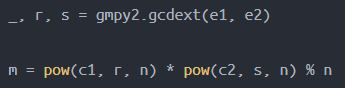 _, r, s = gmpy2.gcdext(e1, e2)
m = pow(c1, r, n) * pow(c2, s, n) % n